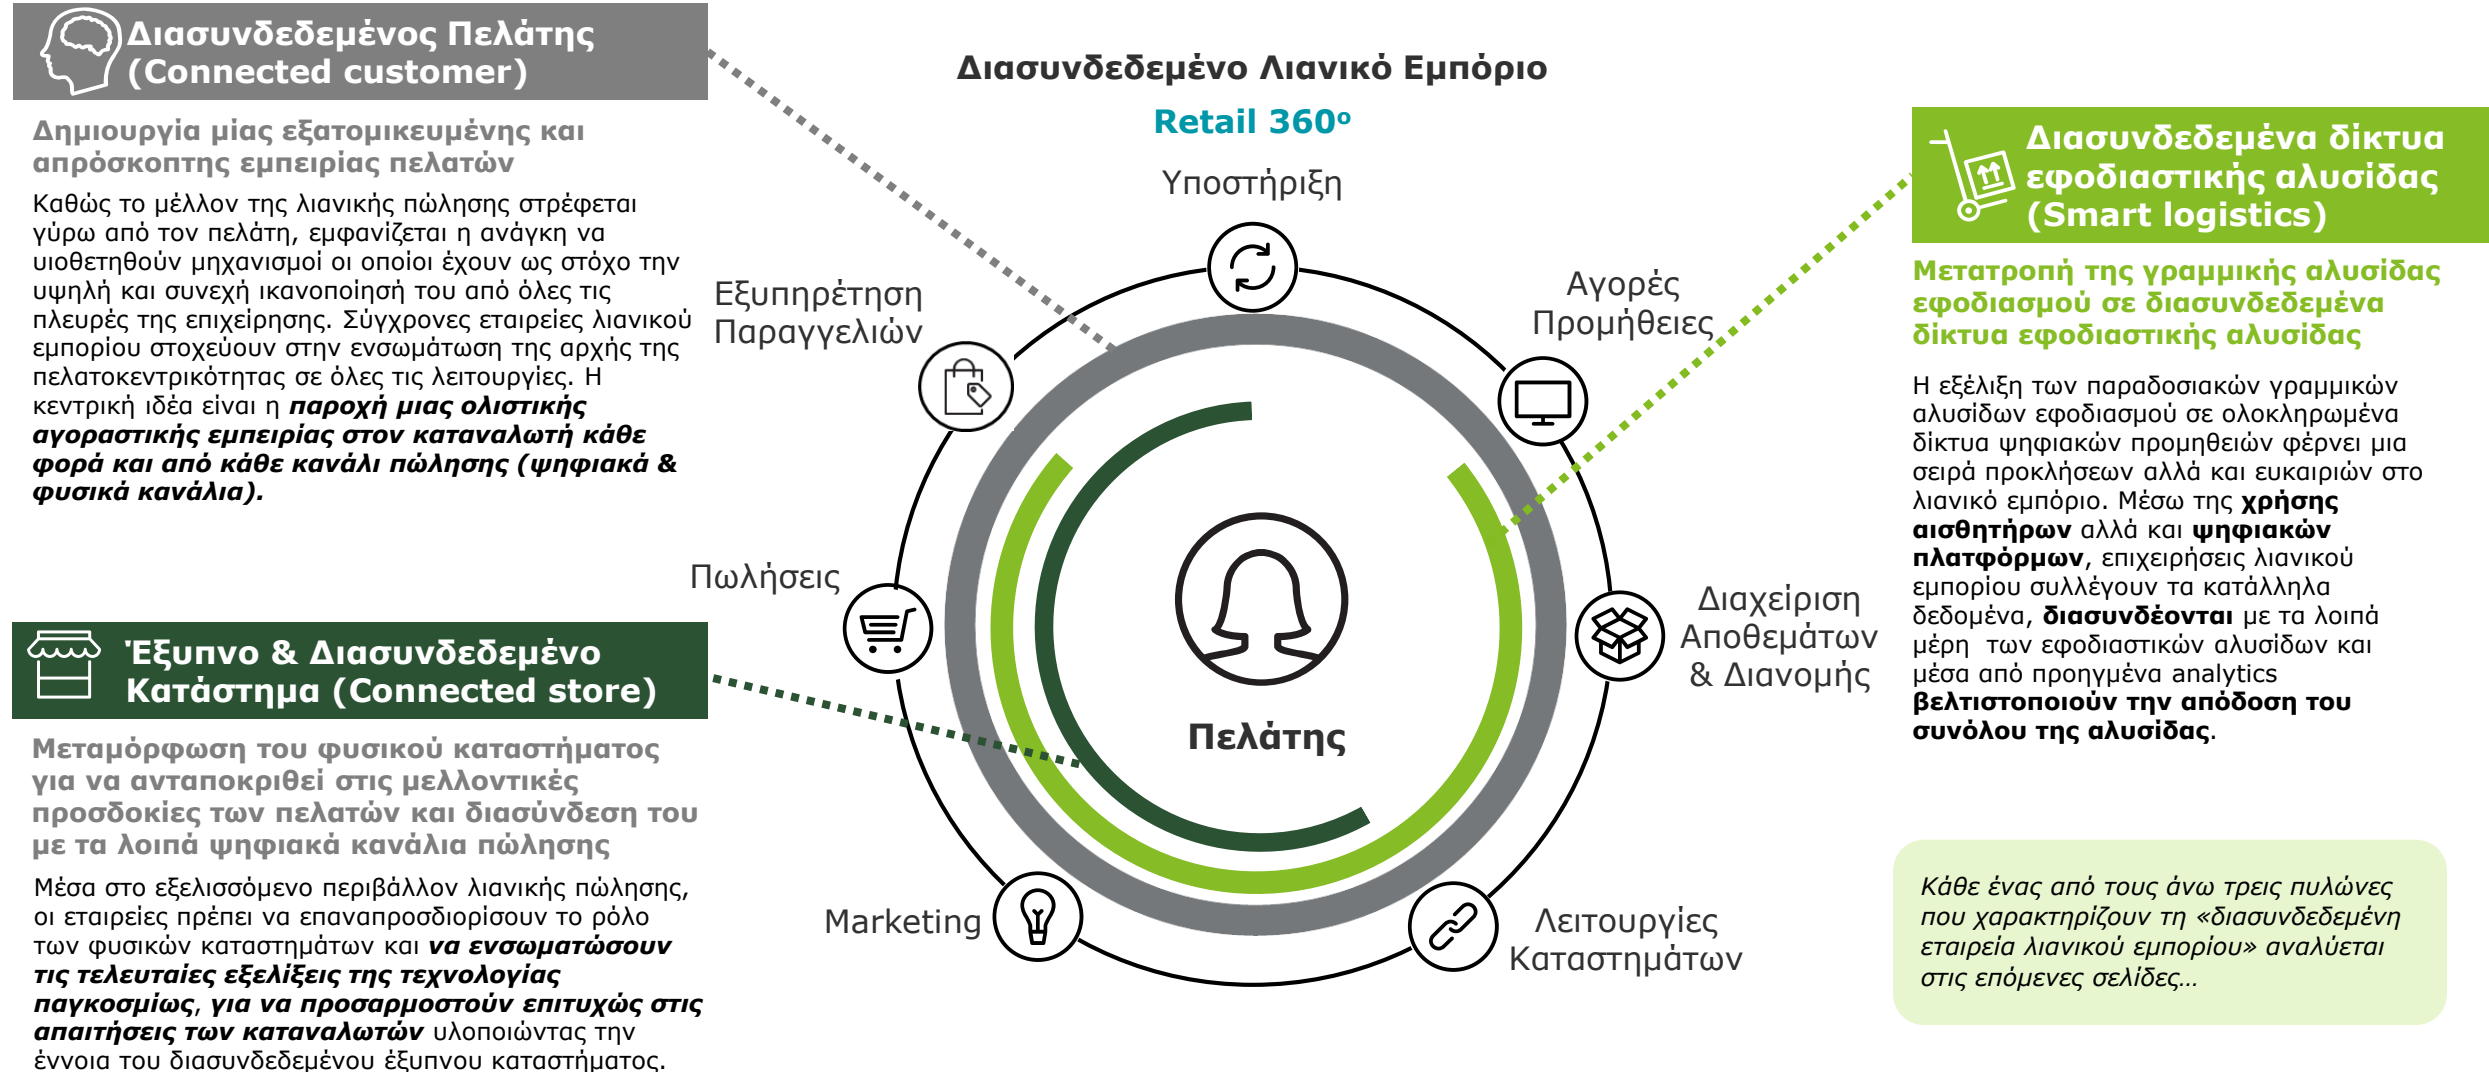 Διασυνδεδεμένος Πελάτης
(Connected customer)
Δημιουργία μίας εξατομικευμένης και
απρόσκοπτης εμπειρίας πελατών
Καθώς το μέλλον της λιανικής πώλησης στρέφεται
γύρω από τον πελάτη, εμφανίζεται η ανάγκη να
υιοθετηθούν μηχανισμοί οι οποίοι έχουν ως στόχο την
υψηλή και συνεχή ικανοποίησή του από όλες τις
πλευρές της επιχείρησης. Σύγχρονες εταιρείες λιανικού
εμπορίου στοχεύουν στην ενσωμάτωση της αρχής της
πελατοκεντρικότητας σε όλες τις λειτουργίες. Η
κεντρική ιδέα είναι η παροχή μιας ολιστικής
αγοραστικής εμπειρίας στον καταναλωτή κάθε
φορά και από κάθε κανάλι πώλησης (ψηφιακά &
φυσικά κανάλια).
Έξυπνο & Διασυνδεδεμένο
Κατάστημα (Connected store)
Μεταμόρφωση του φυσικού καταστήματος
για να ανταποκριθεί στις μελλοντικές
προσδοκίες των πελατών και διασύνδεση του
με τα λοιπά ψηφιακά κανάλια πώλησης
Μέσα στο εξελισσόμενο περιβάλλον λιανικής πώλησης,
οι εταιρείες πρέπει να επαναπροσδιορίσουν το ρόλο
των φυσικών καταστημάτων και να ενσωματώσουν
τις τελευταίες εξελίξεις της τεχνολογίας
παγκοσμίως, για να προσαρμοστούν επιτυχώς στις
απαιτήσεις των καταναλωτών υλοποιώντας την
έννοια του διασυνδεδεμένου έξυπνου καταστήματος.
Διασυνδεδεμένο Λιανικό Εμπόριο
Retail 360º
Υποστήριξη
Εξυπηρέτηση
Παραγγελιών
Αγορές
Προμήθειες
Πωλήσεις
Διαχείριση
Αποθεμάτων
& Διανομής
Πελάτης
Marketing
Λειτουργίες
Καταστημάτων
Διασυνδεδεμένα δίκτυα
εφοδιαστικής αλυσίδας
(Smart logistics)
Μετατροπή της γραμμικής αλυσίδας
εφοδιασμού σε διασυνδεδεμένα
δίκτυα εφοδιαστικής αλυσίδας
Η εξέλιξη των παραδοσιακών γραμμικών
αλυσίδων εφοδιασμού σε ολοκληρωμένα
δίκτυα ψηφιακών προμηθειών φέρνει μια
σειρά προκλήσεων αλλά και ευκαιριών στο
λιανικό εμπόριο. Μέσω της χρήσης
αισθητήρων αλλά και ψηφιακών
πλατφόρμων, επιχειρήσεις λιανικού
εμπορίου συλλέγουν τα κατάλληλα
δεδομένα, διασυνδέονται με τα λοιπά
μέρη των εφοδιαστικών αλυσίδων και
μέσα από προηγμένα analytics
βελτιστοποιούν την απόδοση του
συνόλου της αλυσίδας.
Κάθε ένας από τους άνω τρεις πυλώνες
που χαρακτηρίζουν τη «διασυνδεδεμένη
εταιρεία λιανικού εμπορίου» αναλύεται
στις επόμενες σελίδες…